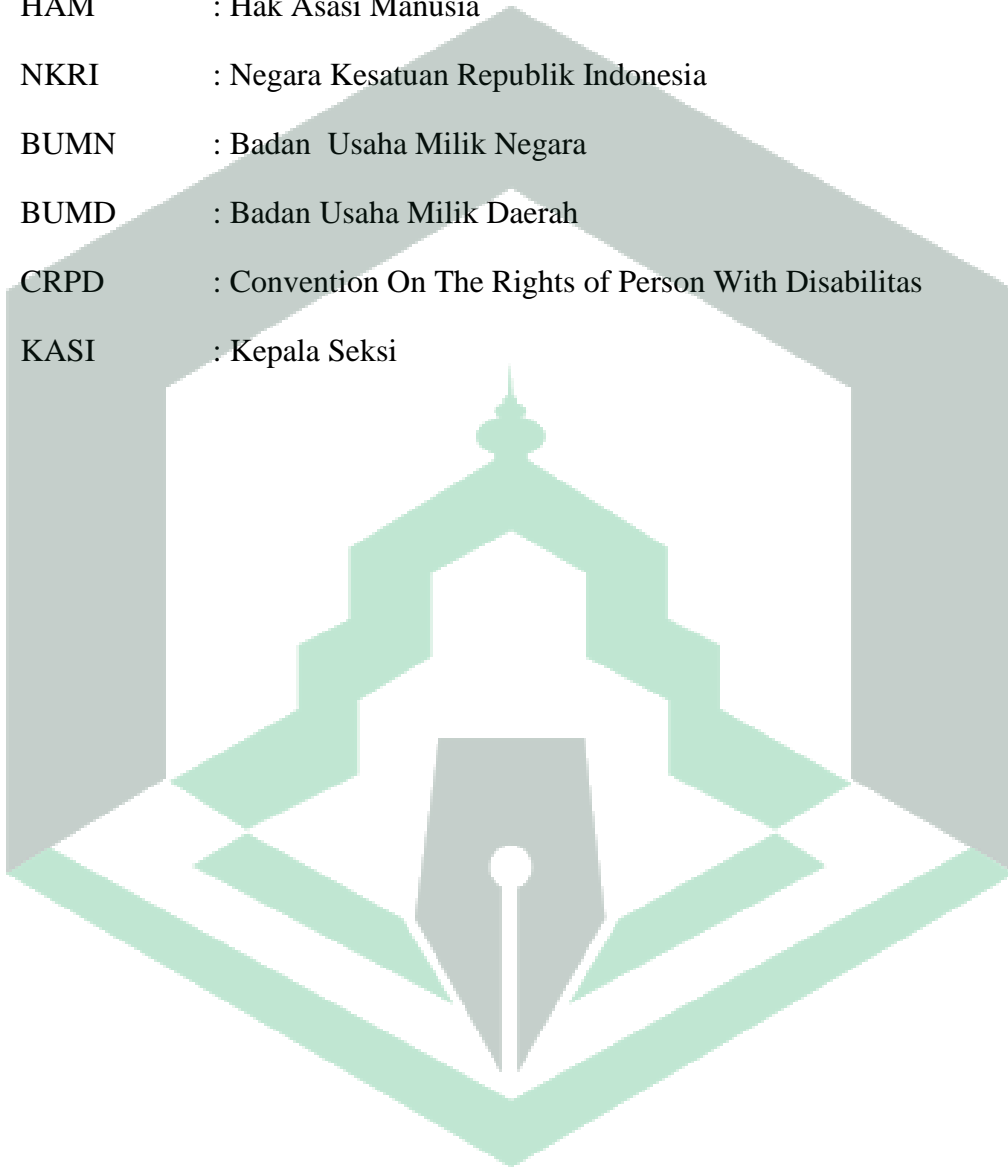 HAM : Hak Asasi Manusia
NKRI : Negara Kesatuan Republik Indonesia
BUMN : Badan  Usaha Milik Negara
BUMD : Badan Usaha Milik Daerah
CRPD : Convention On The Rights of Person With Disabilitas
KASI : Kepala Seksi